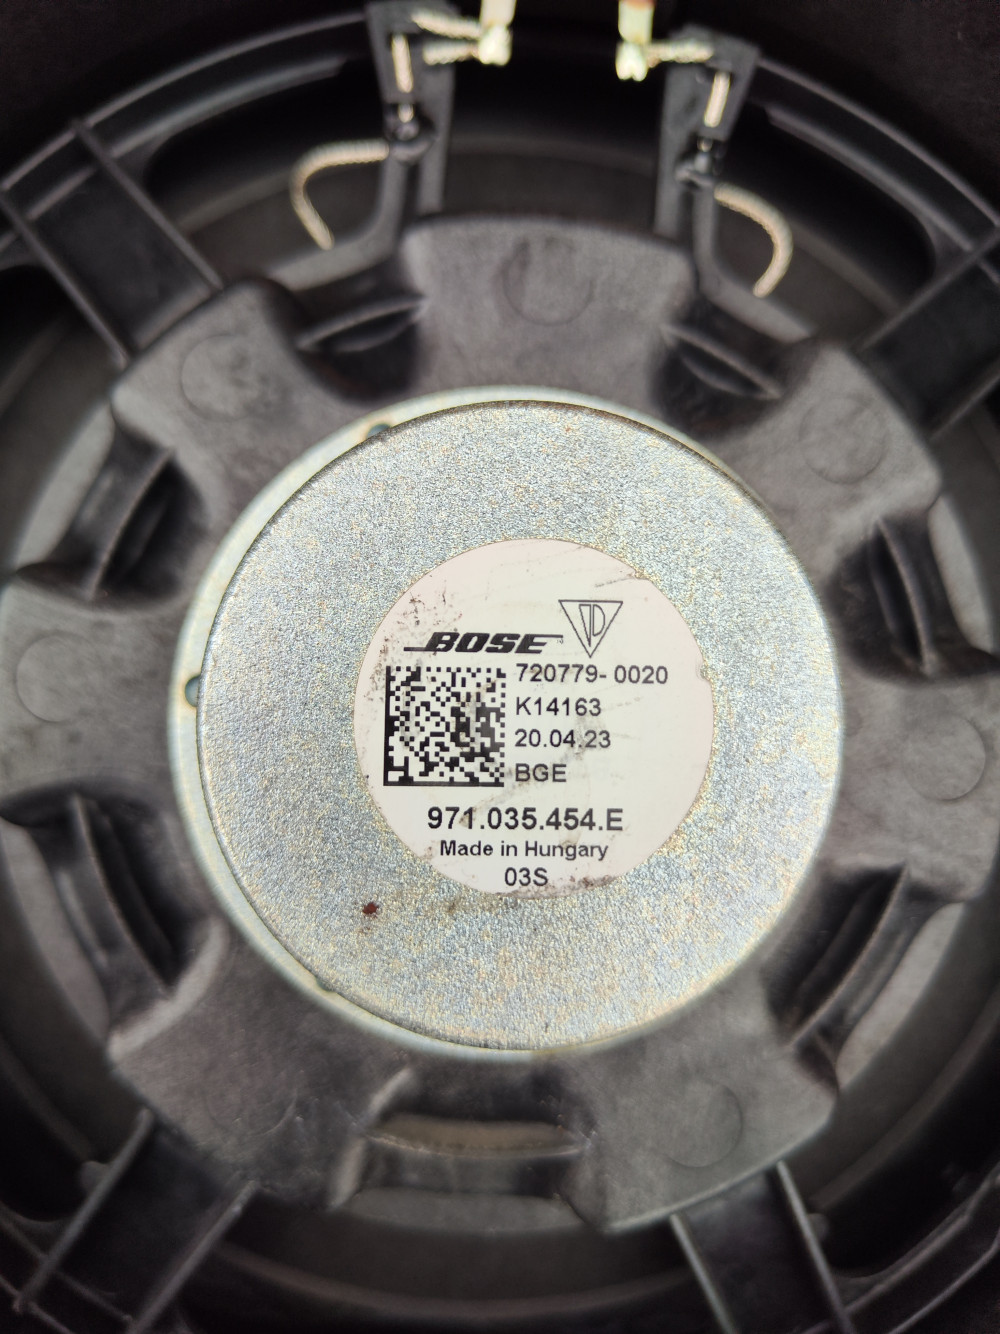 BOSE
720779- 0020
K14163
20.04.23
BGE
971.035.454.E
Made in Hungary
03S